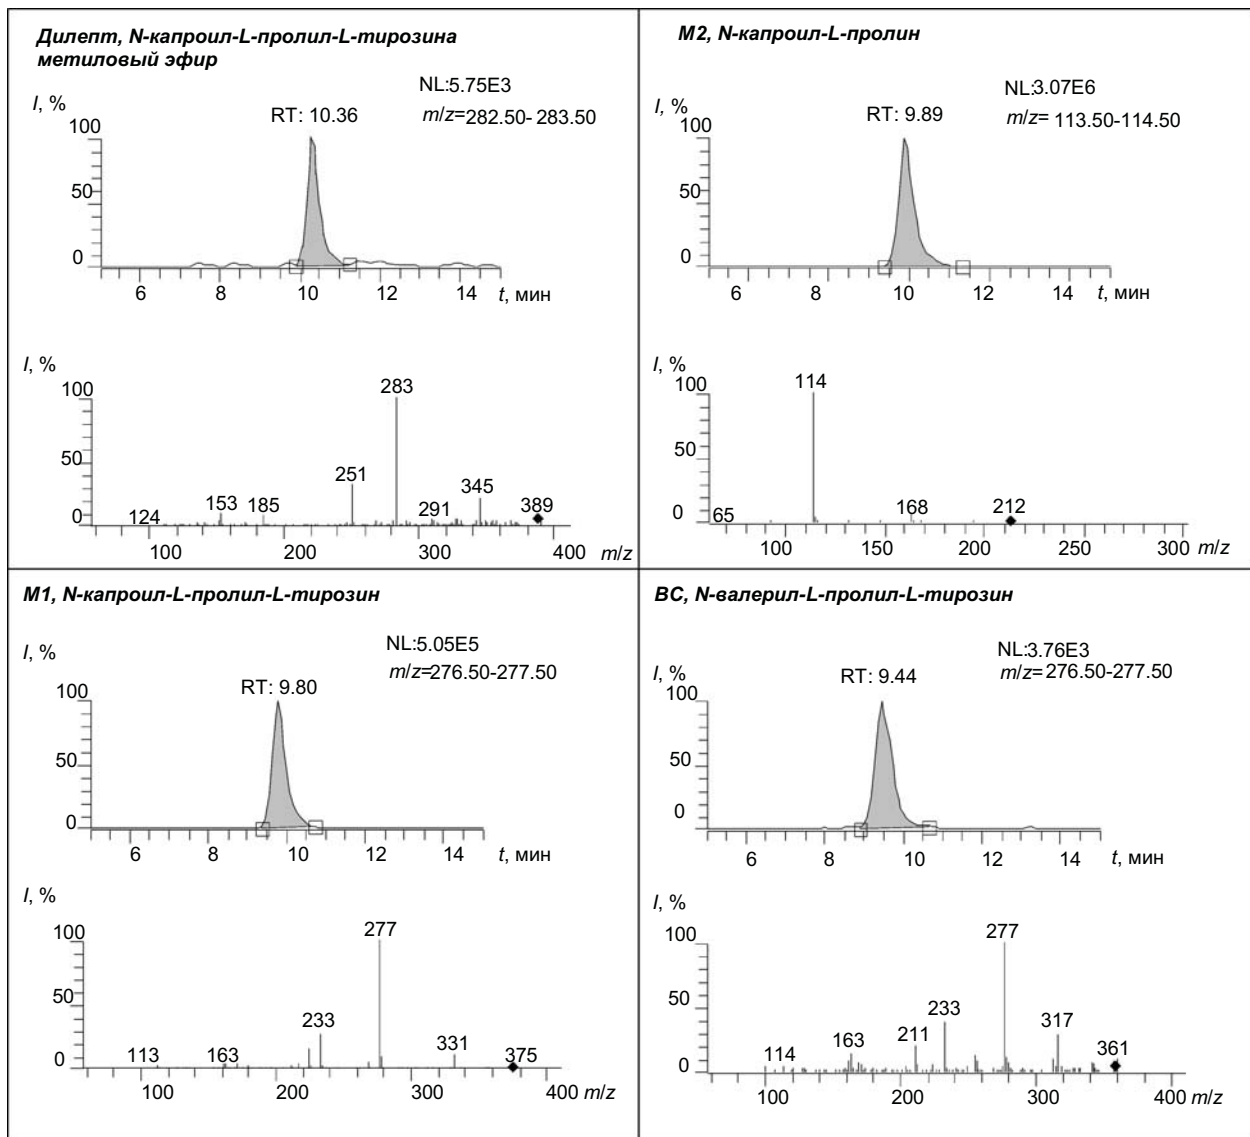 Дилепт, N-капроил-L-пролил-L-тирозина
метиловый эфир
NL:5.75E3
I, %
RT: 10.36
m/z=282.50- 283.50
100
50
0
6 8 10 12 14 t, мин
I, %
100
283
50
251
345
153 185
291
389
124
0
100 200 300 400 m/z
M2, N-капроил-L-пролин
NL:3.07E6
I, %
RT: 9.89
m/z= 113.50-114.50
100
50
0
6 8 10 12 14 t, мин
I, %
114
100
50
65
168
212
0
100 150 200 250 300 m/z
M1, N-капроил-L-пролил-L-тирозин
NL:5.05E5
I, %
m/z=276.50-277.50
RT: 9.80
100
50
0
6 8 10 12 14 t, мин
I, %
277
100
50
233
331
113 163
375
0
100 200 300 400 m/z
ВС, N-валерил-L-пролил-L-тирозин
NL:3.76E3
I, %
m/z= 276.50-277.50
RT: 9.44
100
50
0
6 8 10 12 14 t, мин
I, %
277
100
50
233
317
163
211
114
361
0
100 200 300 400 m/z